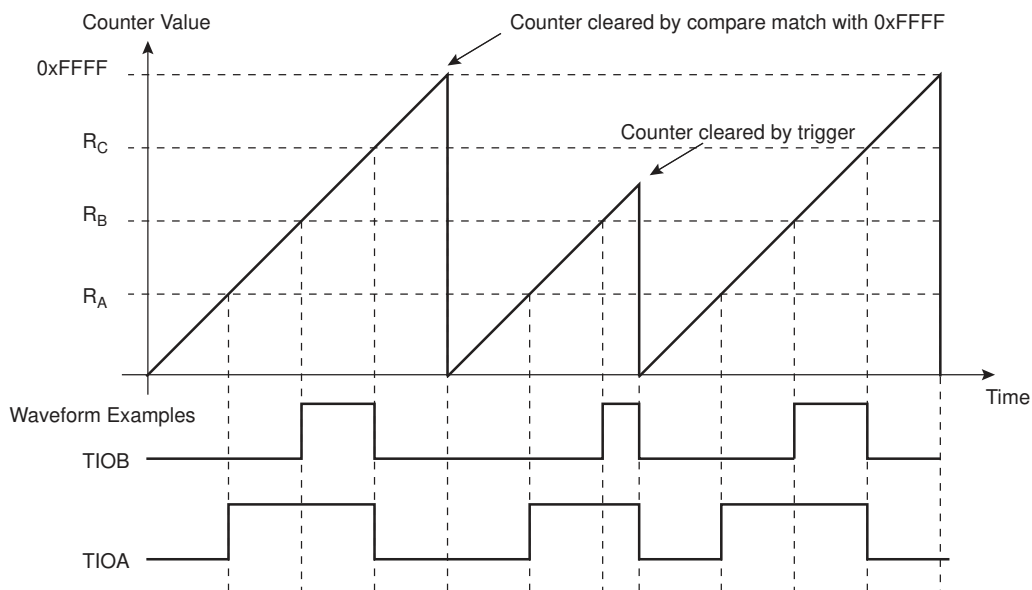 Counter Value
Counter cleared by compare match with 0xFFFF
0xFFFF
Counter cleared by trigger
RC
RB
RA
Time
Waveform Examples
TIOB
TIOA